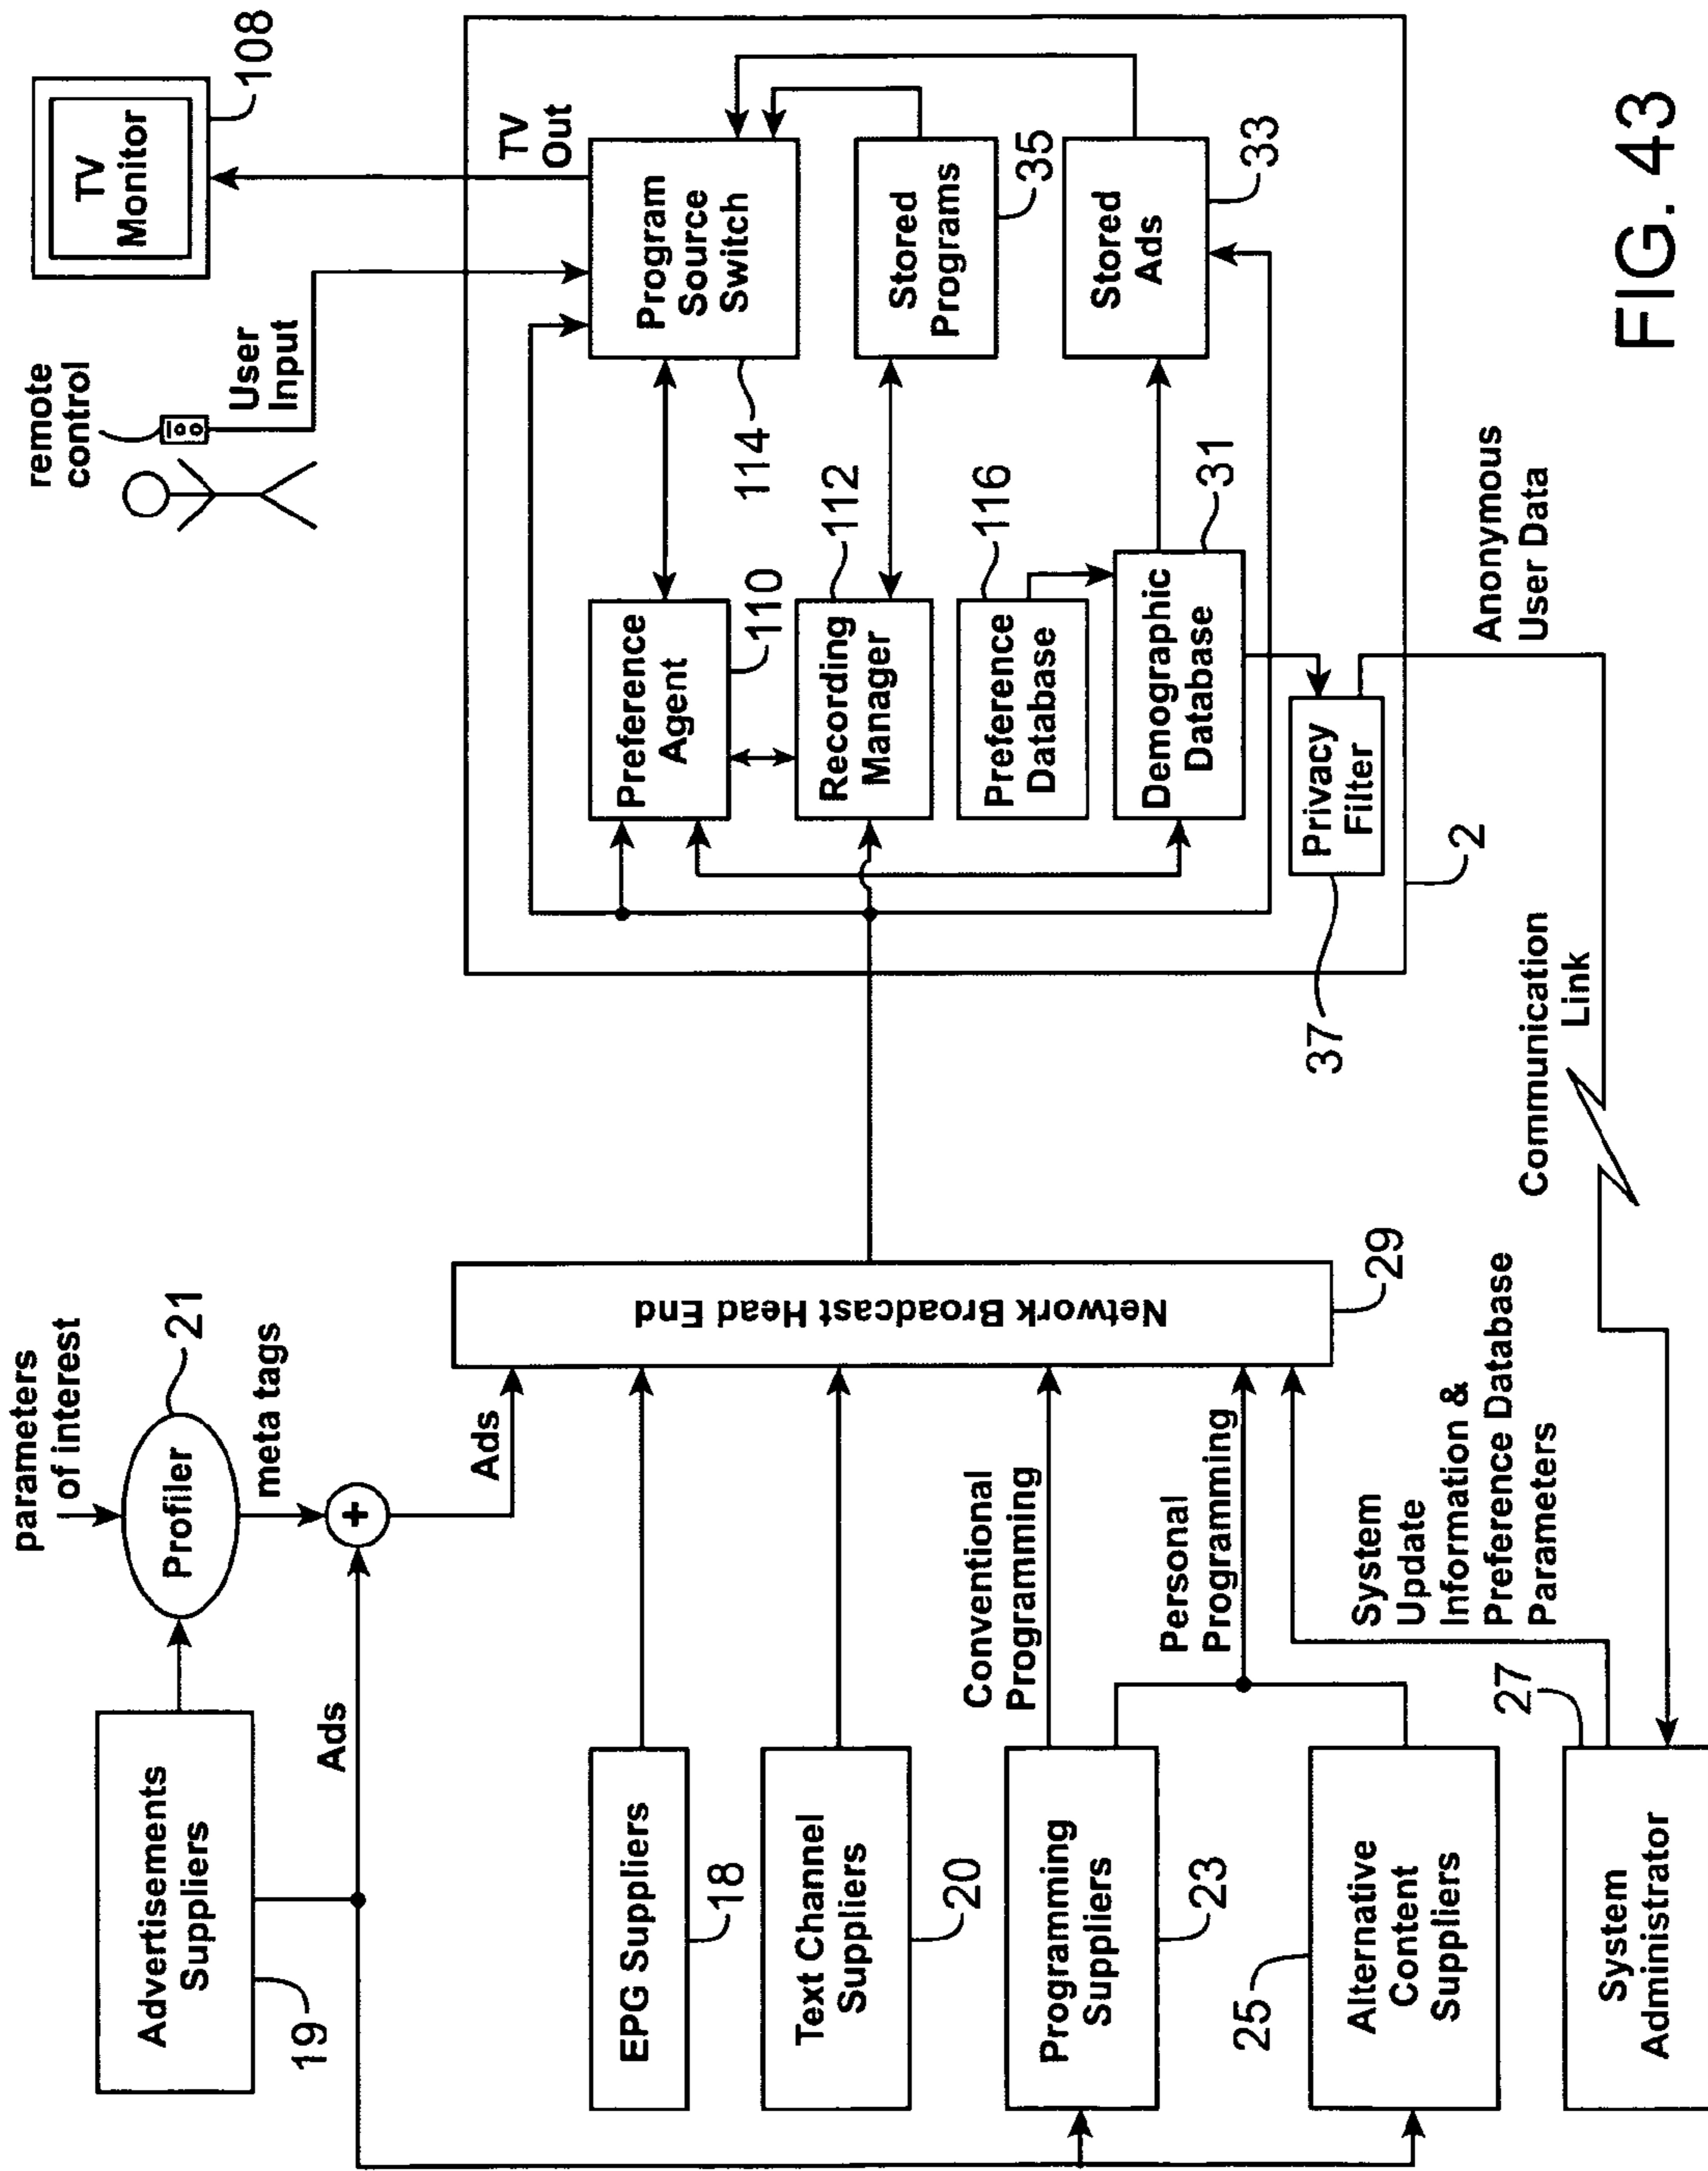 parameters
of interest
Profiler
21
meta tags
+
Advertisements
Suppliers
19
Ads
Ads
EPG Suppliers
18
Text Channel
Suppliers
20
Programming
Suppliers
23
Conventional
Programming
Personal
Programming
Alternative
Content
Suppliers
25
System
Administrator
27
System
Update
Information &
Preference Database
Parameters
Network Broadcast Head End
29
Communication
Link
Anonymous
User Data
remote
control
User
Input
TV
Monitor
108
TV
Out
Program
Source
Switch
114
Preference
Agent
110
Recording
Manager
112
Stored
Programs
35
Preference
Database
116
Demographic
Database
31
Stored
Ads
33
Privacy
Filter
37
2
FIG. 43